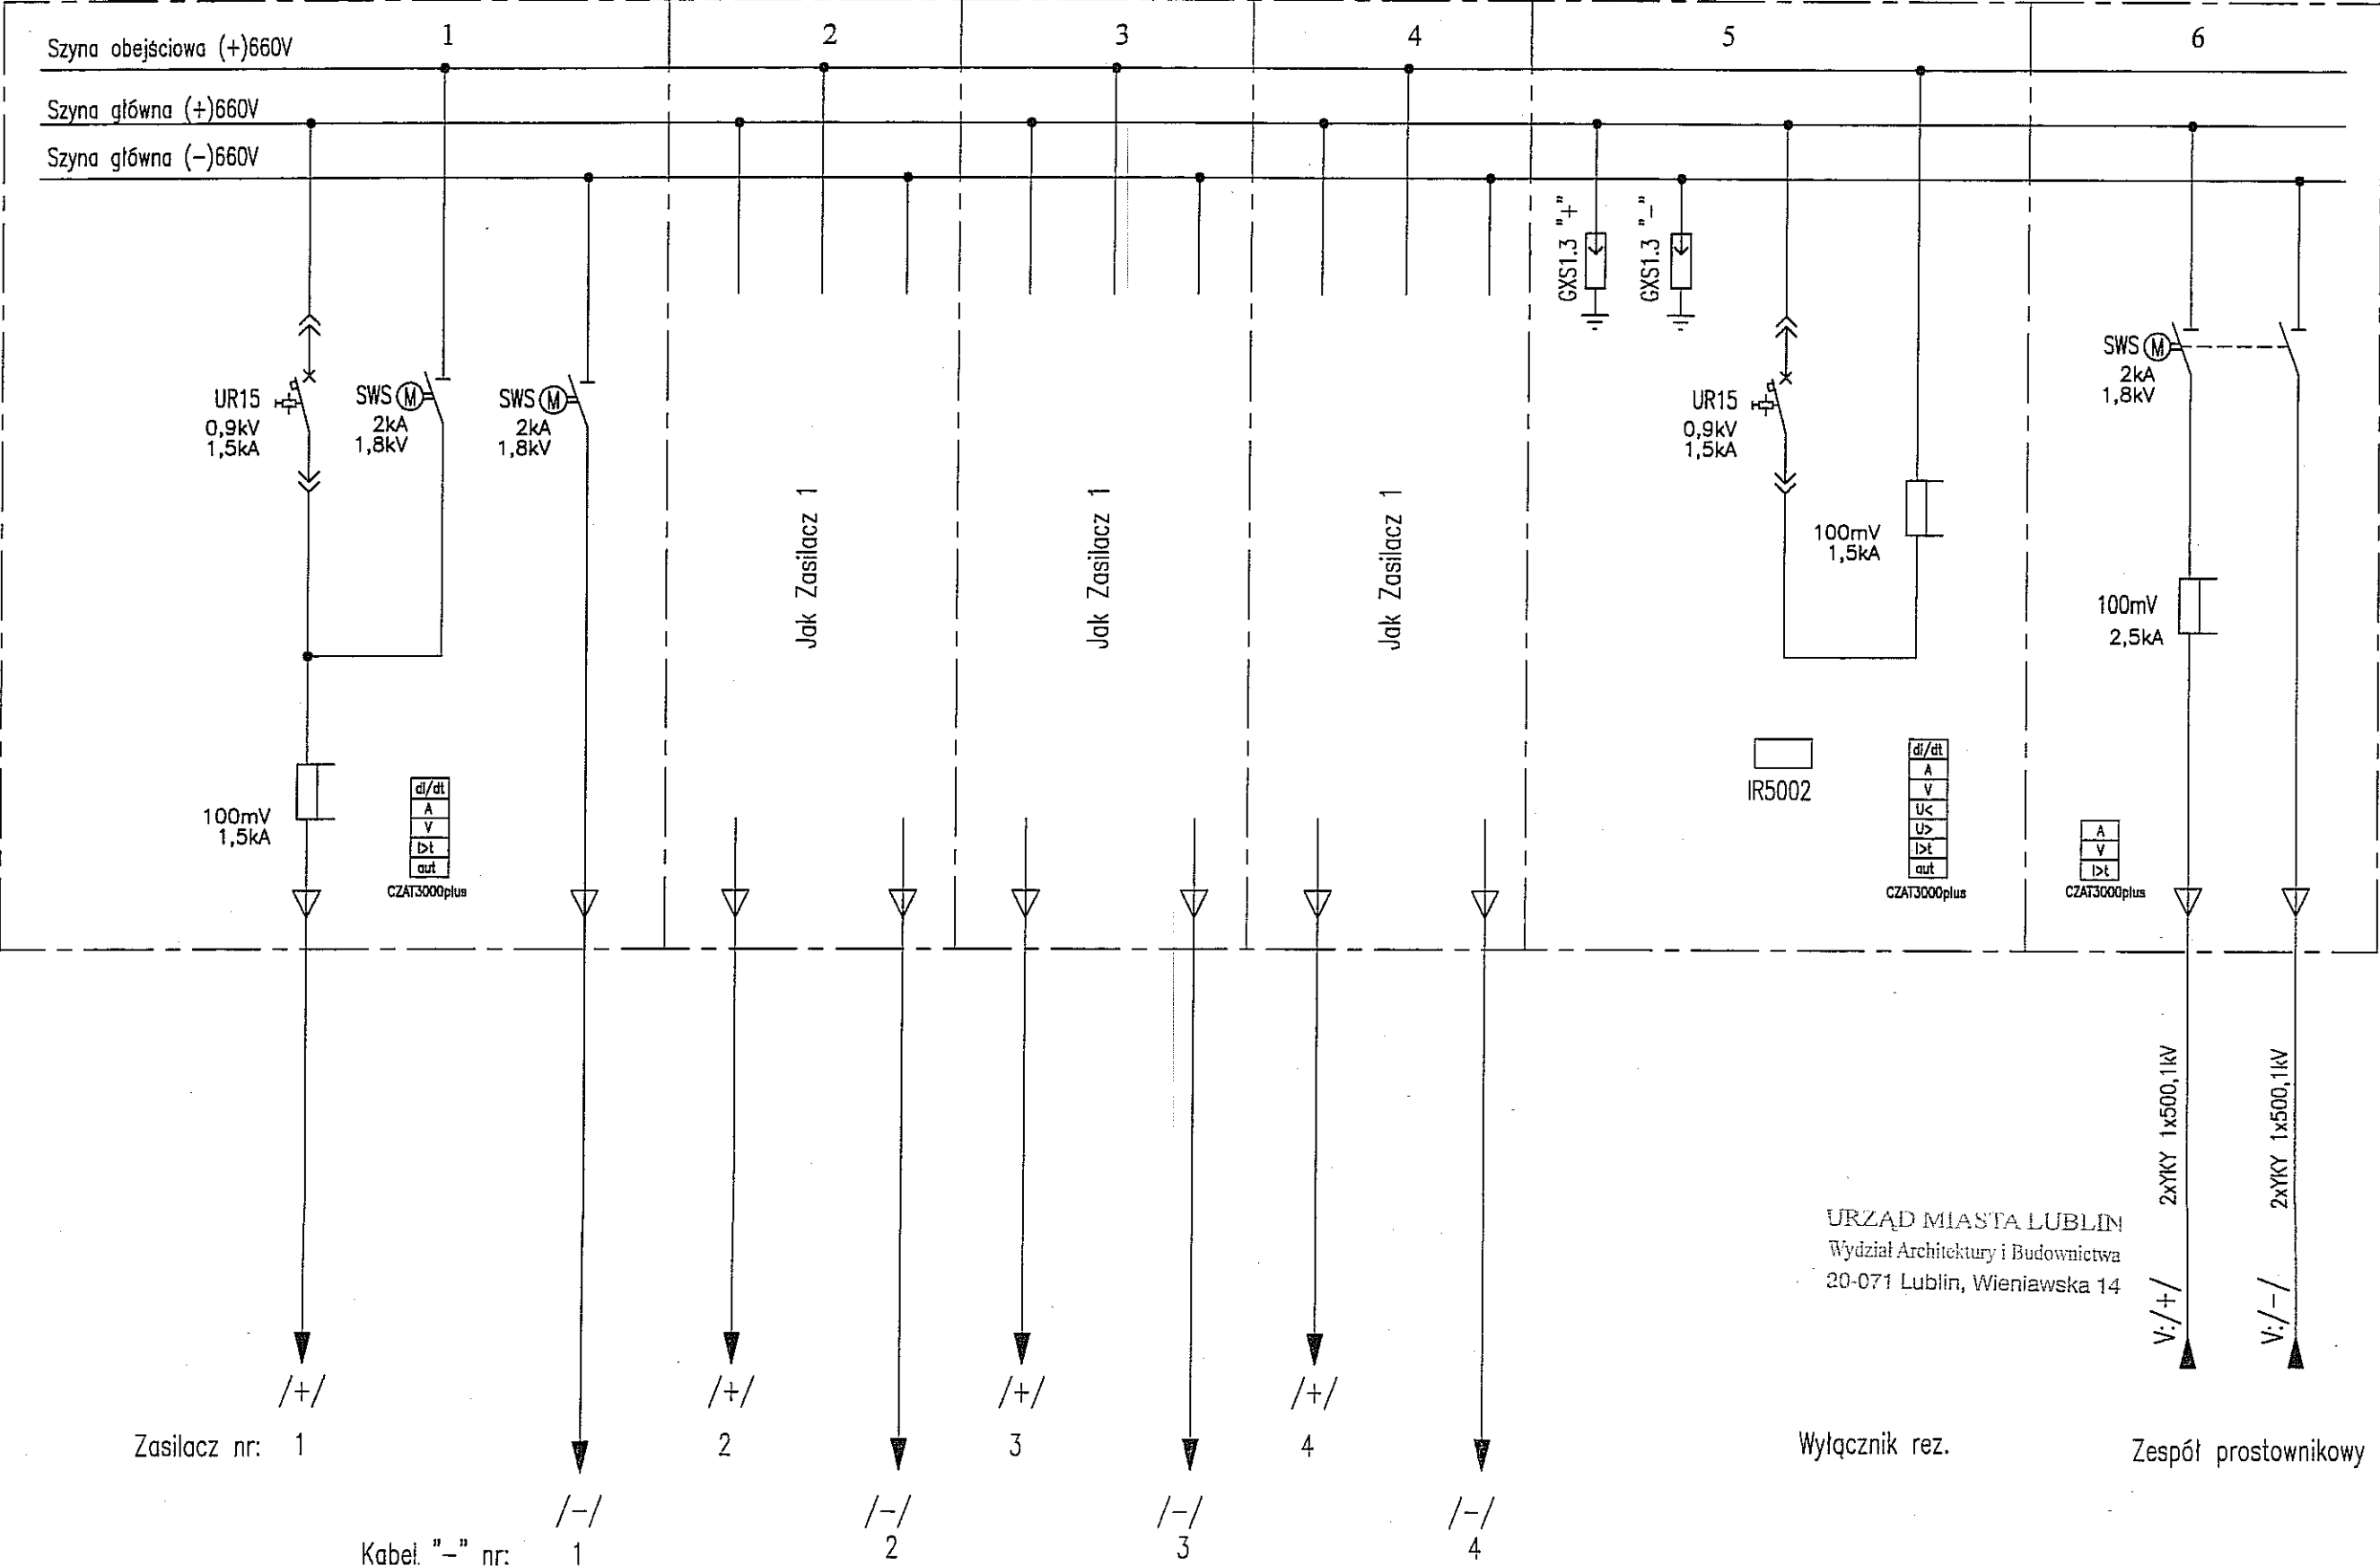 1 2 3 4 5 6
Szyna obejściowa (+)660V
Szyna główna (+)660V
Szyna główna (-)660V
UR15
0,9kV
1,5kA
SWS M
2kA
1,8kV
SWS M
2kA
1,8kV
100mV
1,5kA
di/dt
A
V
I>t
aut
CZAT3000plus
Jak Zasilacz 1
Jak Zasilacz 1
Jak Zasilacz 1
GXS1.3 "+"
GXS1.3 "-"
UR15
0,9kV
1,5kA
100mV
1,5kA
IR5002
di/dt
A
V
U<
U>
I>t
aut
CZAT3000plus
SWS M
2kA
1,8kV
100mV
2,5kA
A
V
I>t
CZAT3000plus
2xYKY 1x500,1kV
2xYKY 1x500,1kV
V:/+/
V:/-/
URZĄD MIASTA LUBLIN
Wydział Architektury i Budownictwa
20-071 Lublin, Wieniawska 14
/+/ /+/ /+/ /+/
Zasilacz nr: 1 2 3 4
Wyłącznik rez.
Zespół prostownikowy
/-/ /-/ /-/ /-/
Kabel. "-" nr: 1 2 3 4